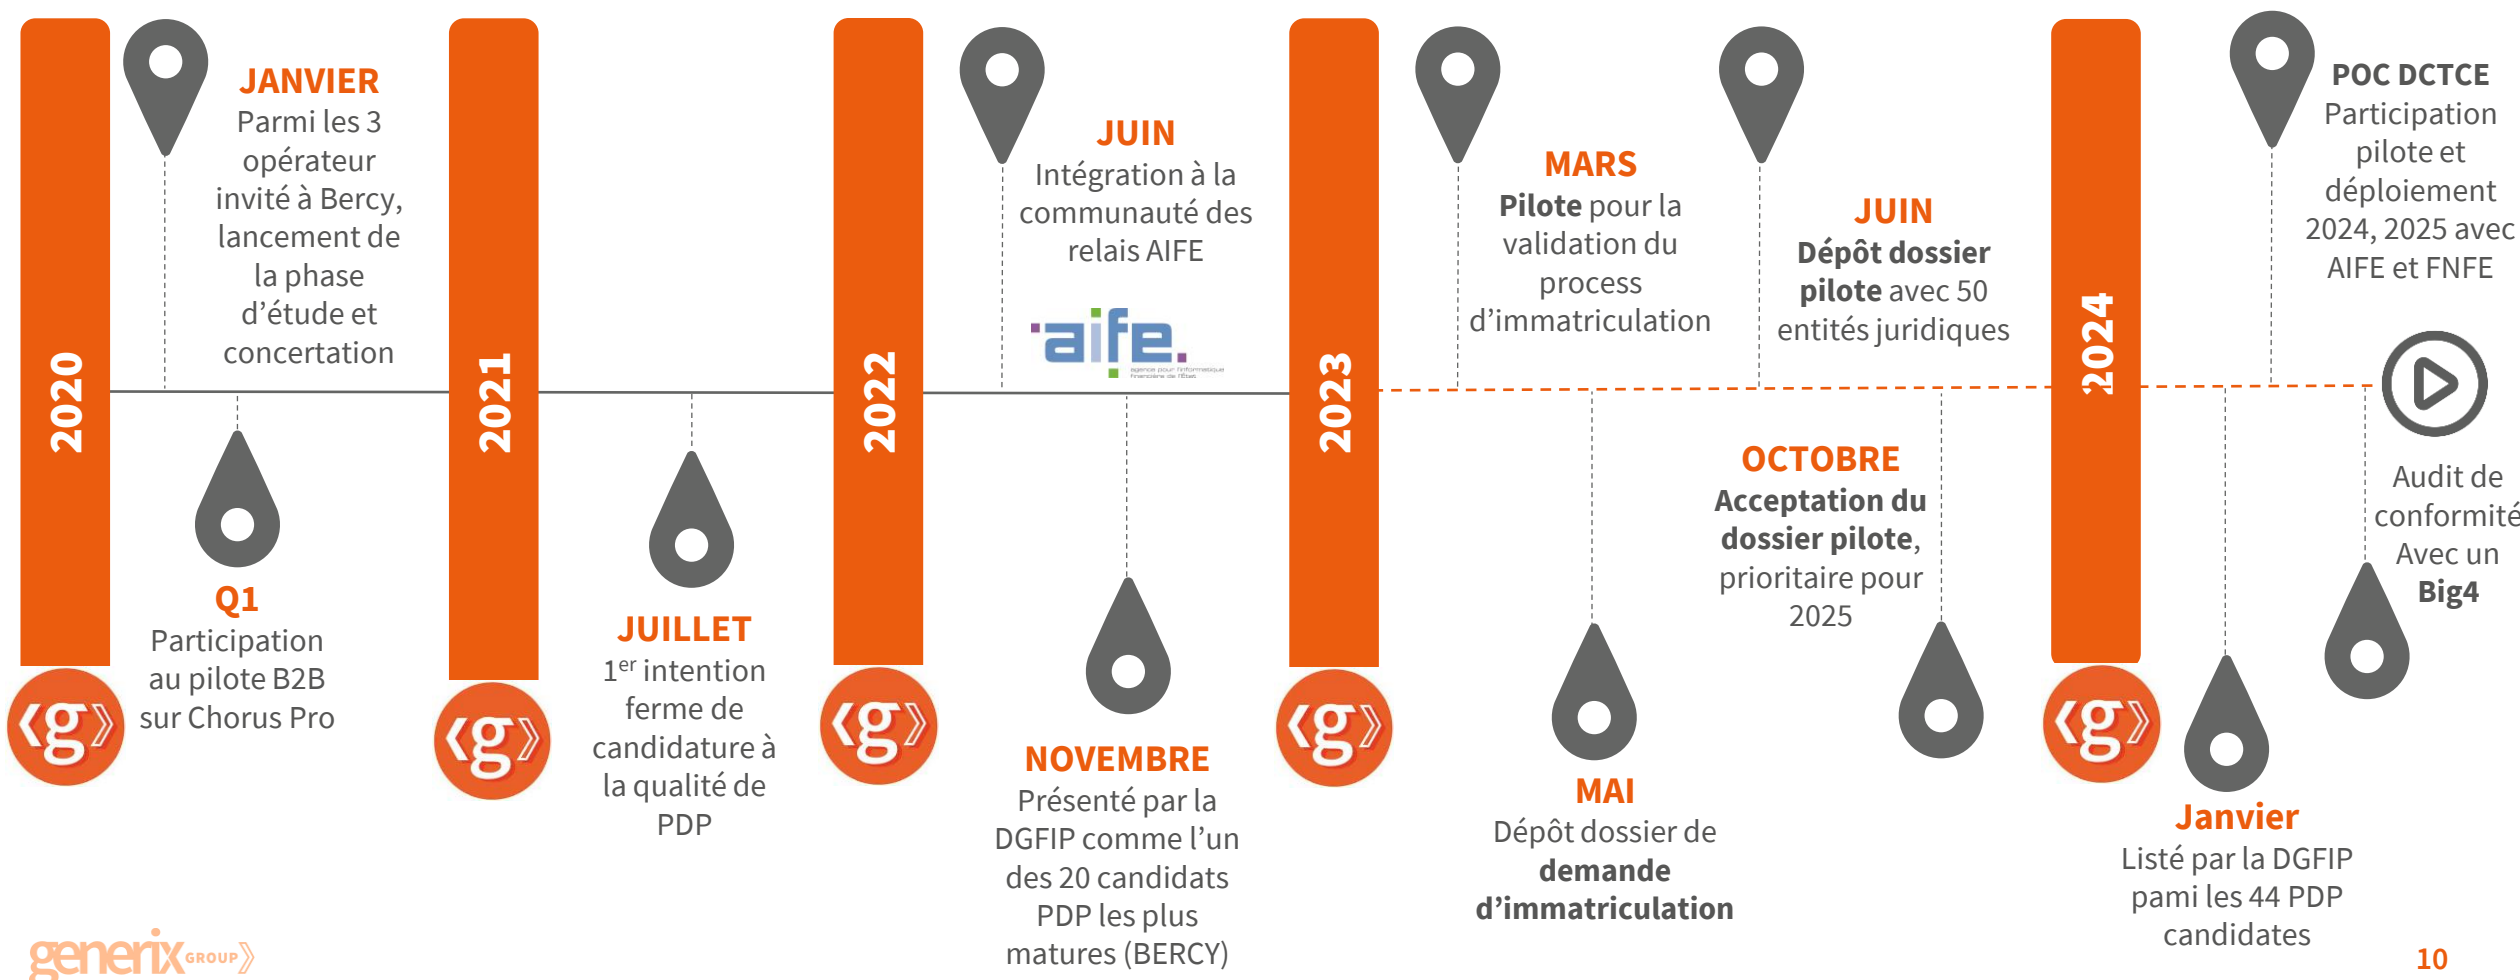 2020
JANVIER
Parmi les 3
opérateur
invité à Bercy,
lancement de
la phase
d’étude et
concertation
Q1
Participation
au pilote B2B
sur Chorus Pro
‹g»
2021
JUILLET
1er intention
ferme de
candidature à
la qualité de
PDP
‹g»
2022
JUIN
Intégration à la
communauté des
relais AIFE
aife.
agence pour l'informatique
financière de l'État
NOVEMBRE
Présenté par la
DGFIP comme l’un
des 20 candidats
PDP les plus
matures (BERCY)
‹g»
2023
MARS
Pilote pour la
validation du
process
d’immatriculation
MAI
Dépôt dossier de
demande
d’immatriculation
JUIN
Dépôt dossier
pilote avec 50
entités juridiques
OCTOBRE
Acceptation du
dossier pilote,
prioritaire pour
2025
‹g»
2024
Janvier
Listé par la DGFIP
pami les 44 PDP
candidates
POC DCTCE
Participation
pilote et
déploiement
2024, 2025 avec
AIFE et FNFE
Audit de
conformité
Avec un
Big4
‹g»
generix GROUP»
10